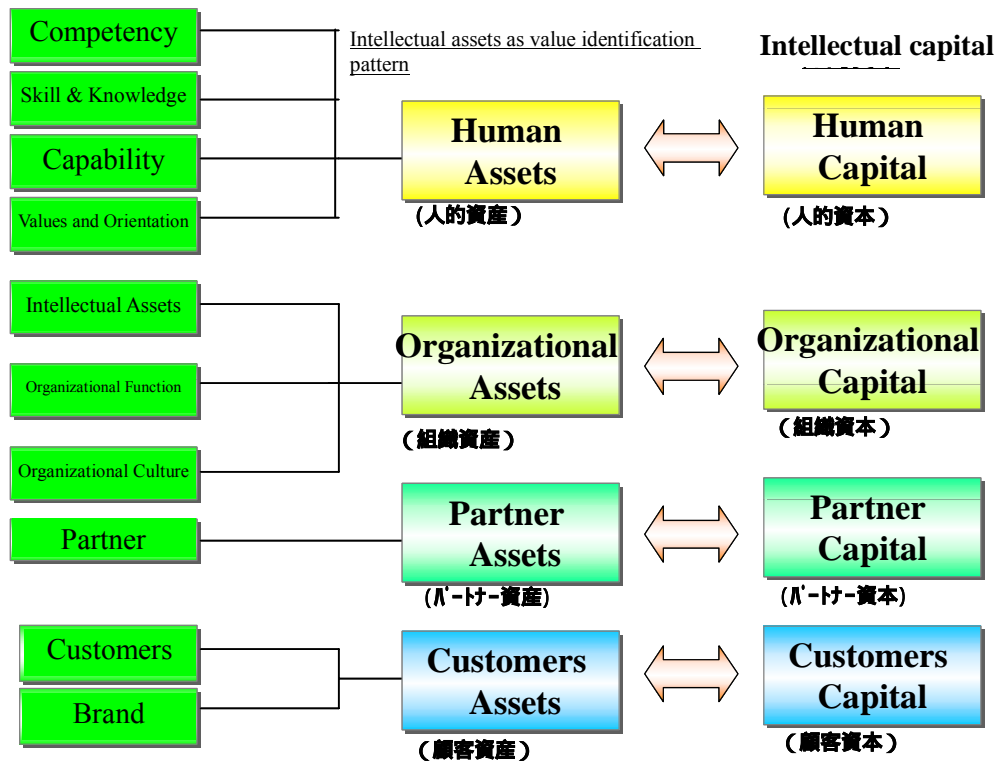 Competency
Skill & Knowledge
Capability
Values and Orientation
Intellectual Assets
Organizational Function
Organizational Culture
Partner
Customers
Brand
Intellectual assets as value identification
pattern
Human
Assets
(人的資産)
Organizational
Assets
(組織資産)
Partner
Assets
(パートナー資産)
Customers
Assets
(顧客資産)
Intellectual capital
Human
Capital
(人的資本)
Organizational
Capital
(組織資本)
Partner
Capital
(パートナー資本)
Customers
Capital
(顧客資本)